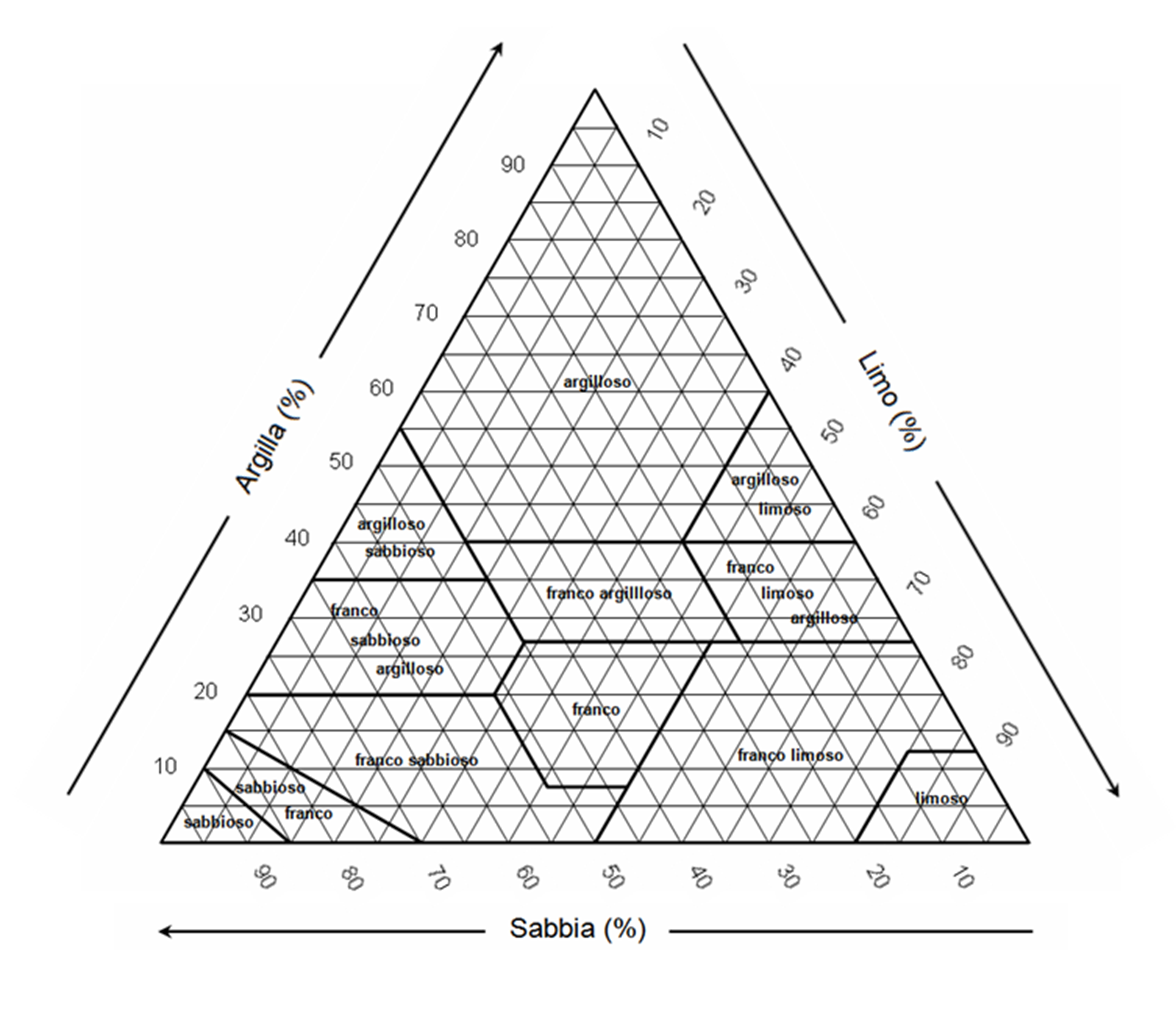 10
90
20
80
30
70
40
argilloso
60
Argilla (%)
Limo (%)
50
50
argilloso
limoso
60
argilloso
sabbioso
40
franco
limoso
argilloso
70
franco argillloso
30
franco
sabbioso
argilloso
80
20
franco
90
franco sabbioso
franco limoso
10
sabbioso
franco
sabbioso
limoso
90
80
70
60
50
40
30
20
10
Sabbia (%)